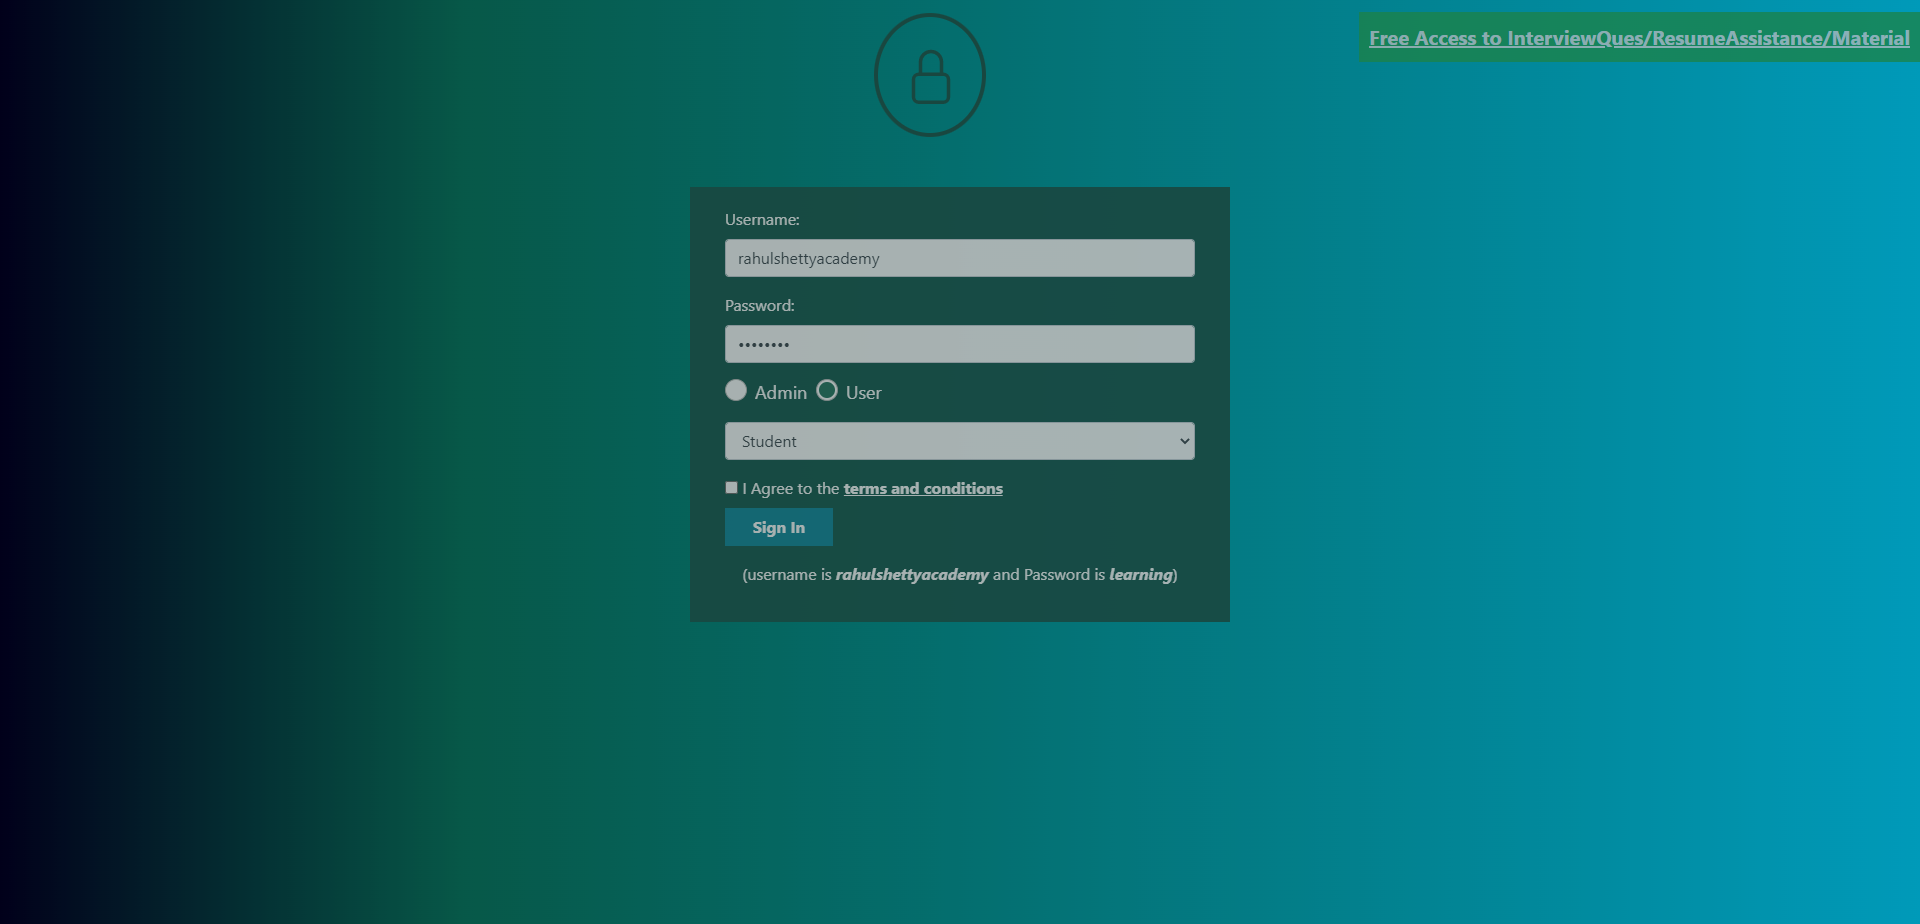 Free Access to InterviewQues/ResumeAssistance/Material
Username:
rahulshettyacademy
Password:
••••••••
Admin User
Student
I Agree to the terms and conditions
Sign In
(username is rahulshettyacademy and Password is learning)